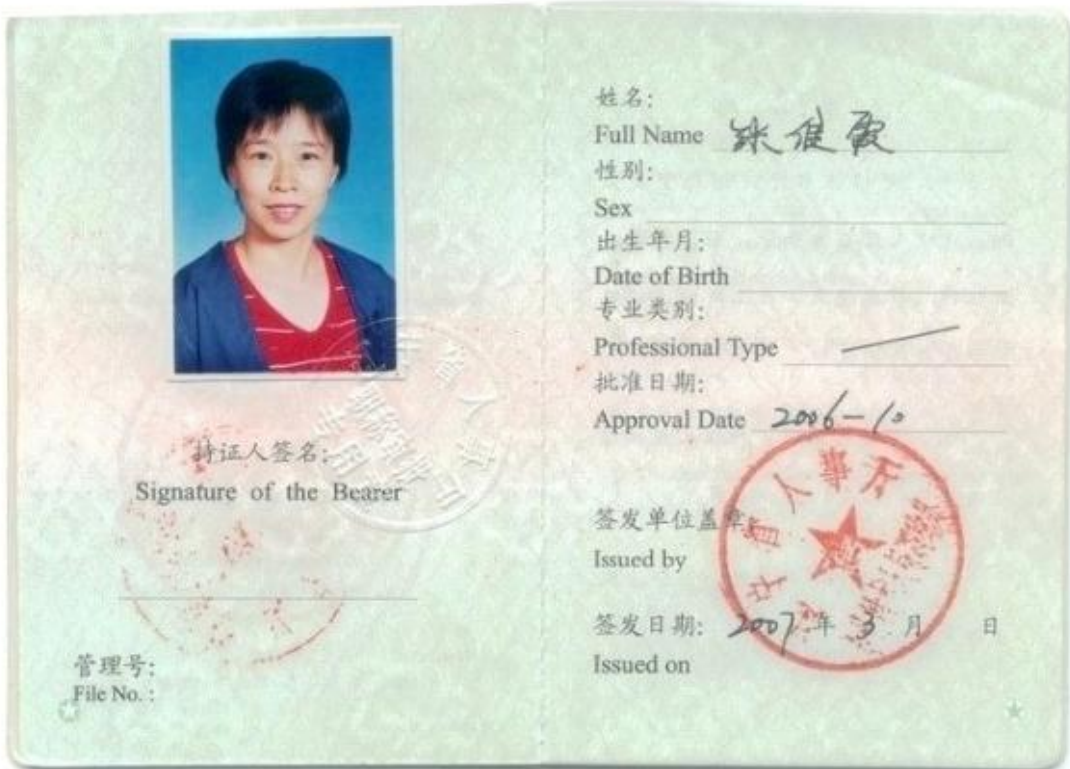 持证人签名:
Signature of the Bearer
管理号:
File No. :
姓名:
Full Name
性别:
Sex
出生年月:
Date of Birth
专业类别:
Professional Type
批准日期:
Approval Date 2006-10
签发单位盖章:
Issued by
签发日期: 2007 年 3 月 日
Issued on